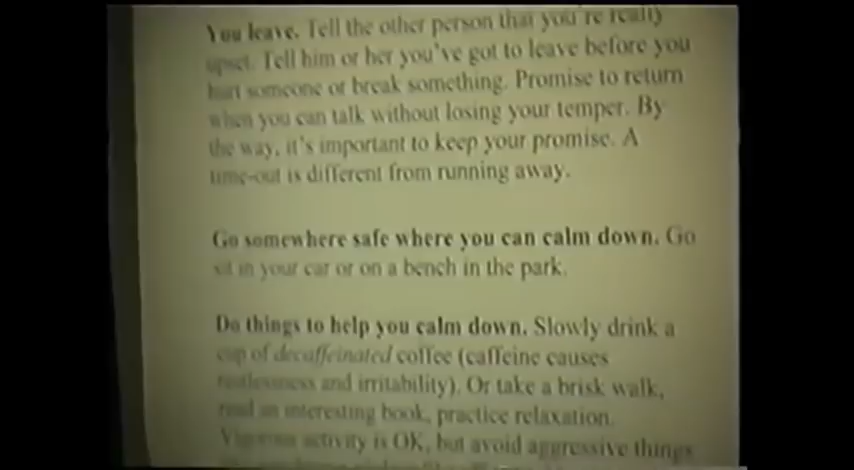 You leave. Tell the other person that you're really
upset. Tell him or her you've got to leave before you
hurt someone or break something. Promise to return
when you can talk without losing your temper. By
the way, it's important to keep your promise. A
time-out is different from running away.
Go somewhere safe where you can calm down. Go
sit in your car or on a bench in the park.
Do things to help you calm down. Slowly drink a
cup of decaffeinated coffee (caffeine causes
restlessness and irritability). Or take a brisk walk,
read an interesting book, practice relaxation.
Vigorous activity is OK, but avoid aggressive things